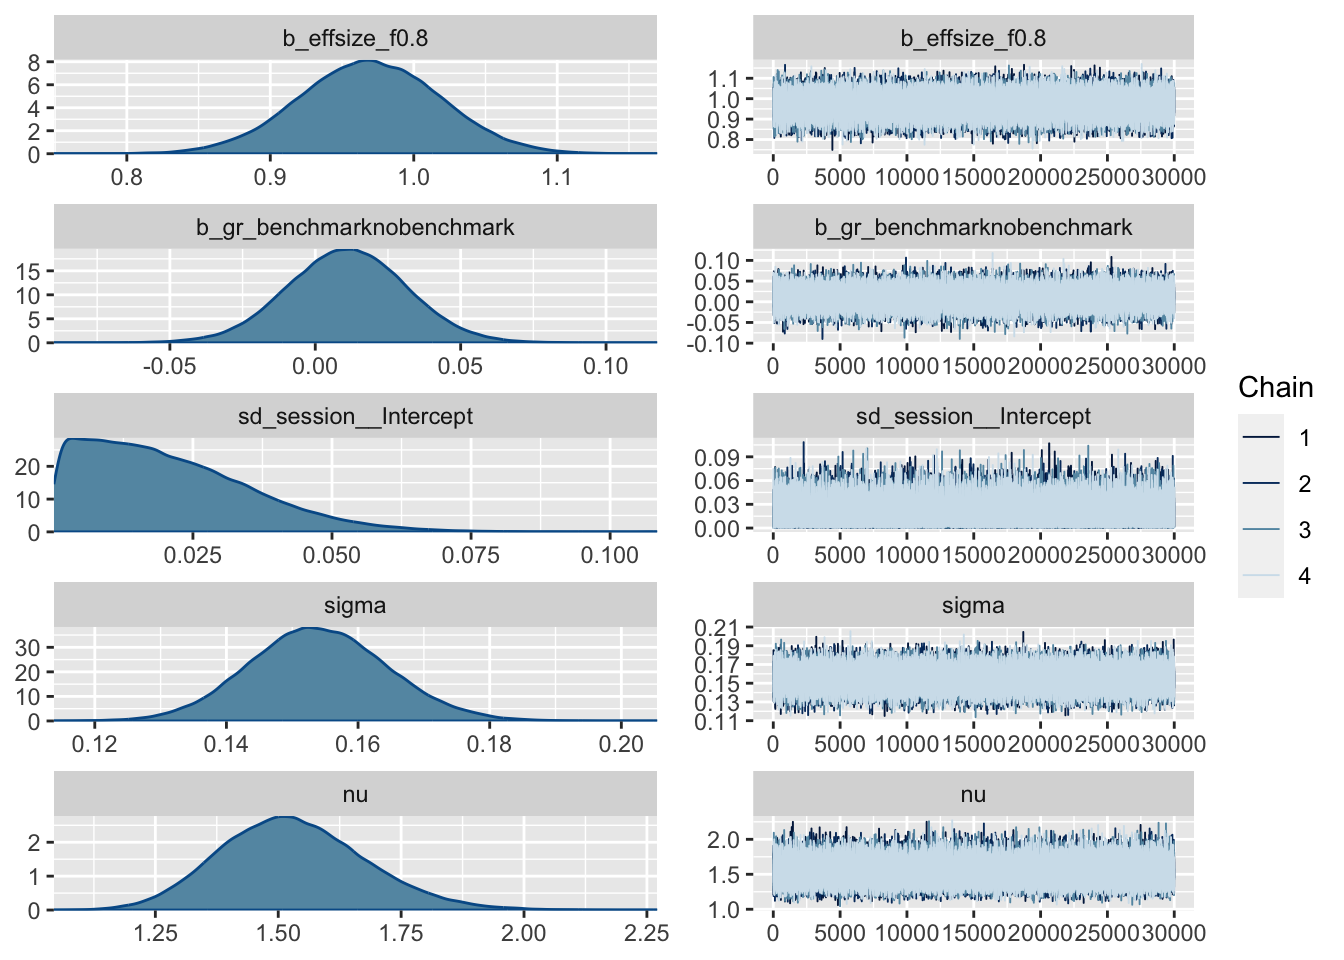 b_effsize_f0.8
8
6
4
2
0
0.8 0.9 1.0 1.1
b_effsize_f0.8
1.1
1.0
0.9
0.8
0 5000 10000 15000 20000 25000 30000
b_gr_benchmarknobenchmark
15
10
5
0
-0.05 0.00 0.05 0.10
b_gr_benchmarknobenchmark
0.10
0.05
0.00
-0.05
-0.10
0 5000 10000 15000 20000 25000 30000
sd_session__Intercept
20
10
0
0.025 0.050 0.075 0.100
sd_session__Intercept
0.09
0.06
0.03
0.00
0 5000 10000 15000 20000 25000 30000
sigma
30
20
10
0
0.12 0.14 0.16 0.18 0.20
sigma
0.21
0.19
0.17
0.15
0.13
0.11
0 5000 10000 15000 20000 25000 30000
nu
2
1
0
1.25 1.50 1.75 2.00 2.25
nu
2.0
1.5
1.0
0 5000 10000 15000 20000 25000 30000
Chain
1
2
3
4